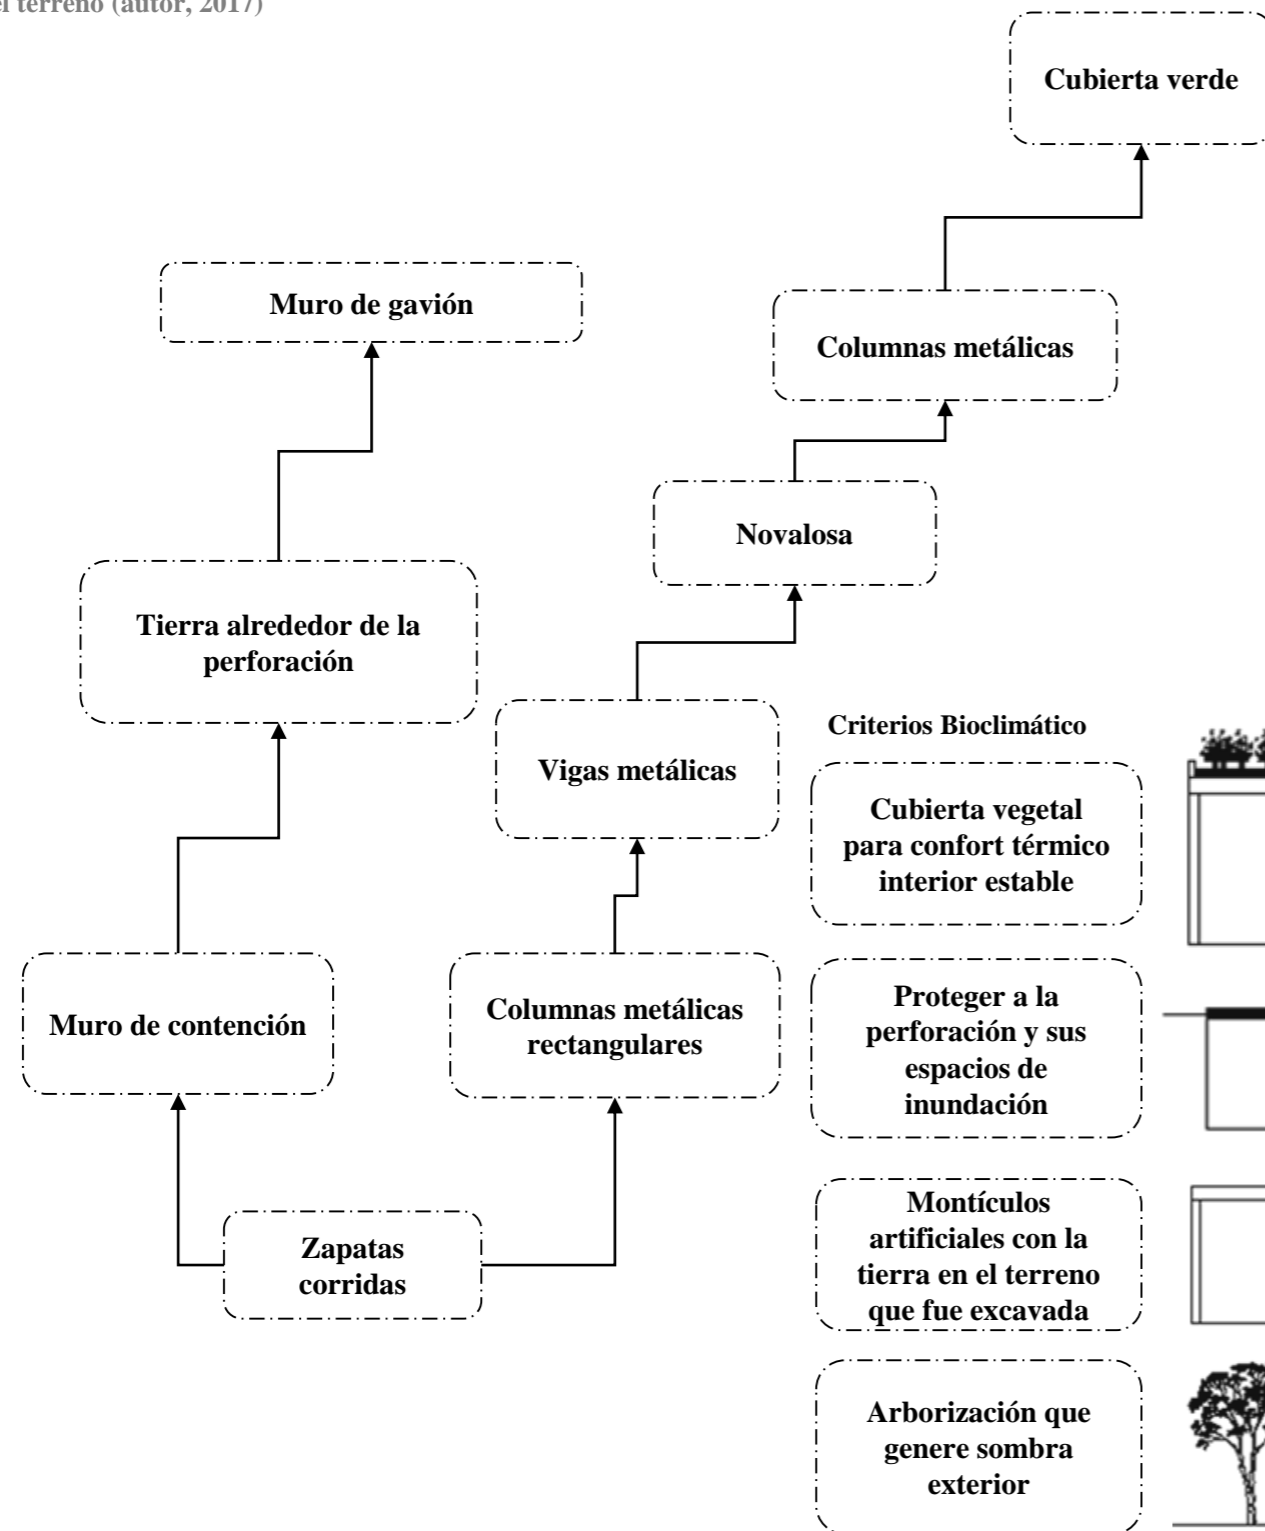 el terreno (autor, 2017)
Cubierta verde
Muro de gavión
Columnas metálicas
Novalosa
Tierra alrededor de la
perforación
Vigas metálicas
Criterios Bioclimático
Cubierta vegetal
para confort térmico
interior estable
Muro de contención
Columnas metálicas
rectangulares
Proteger a la
perforación y sus
espacios de
inundación
Zapatas
corridas
Montículos
artificiales con la
tierra en el terreno
que fue excavada
Arborización que
genere sombra
exterior